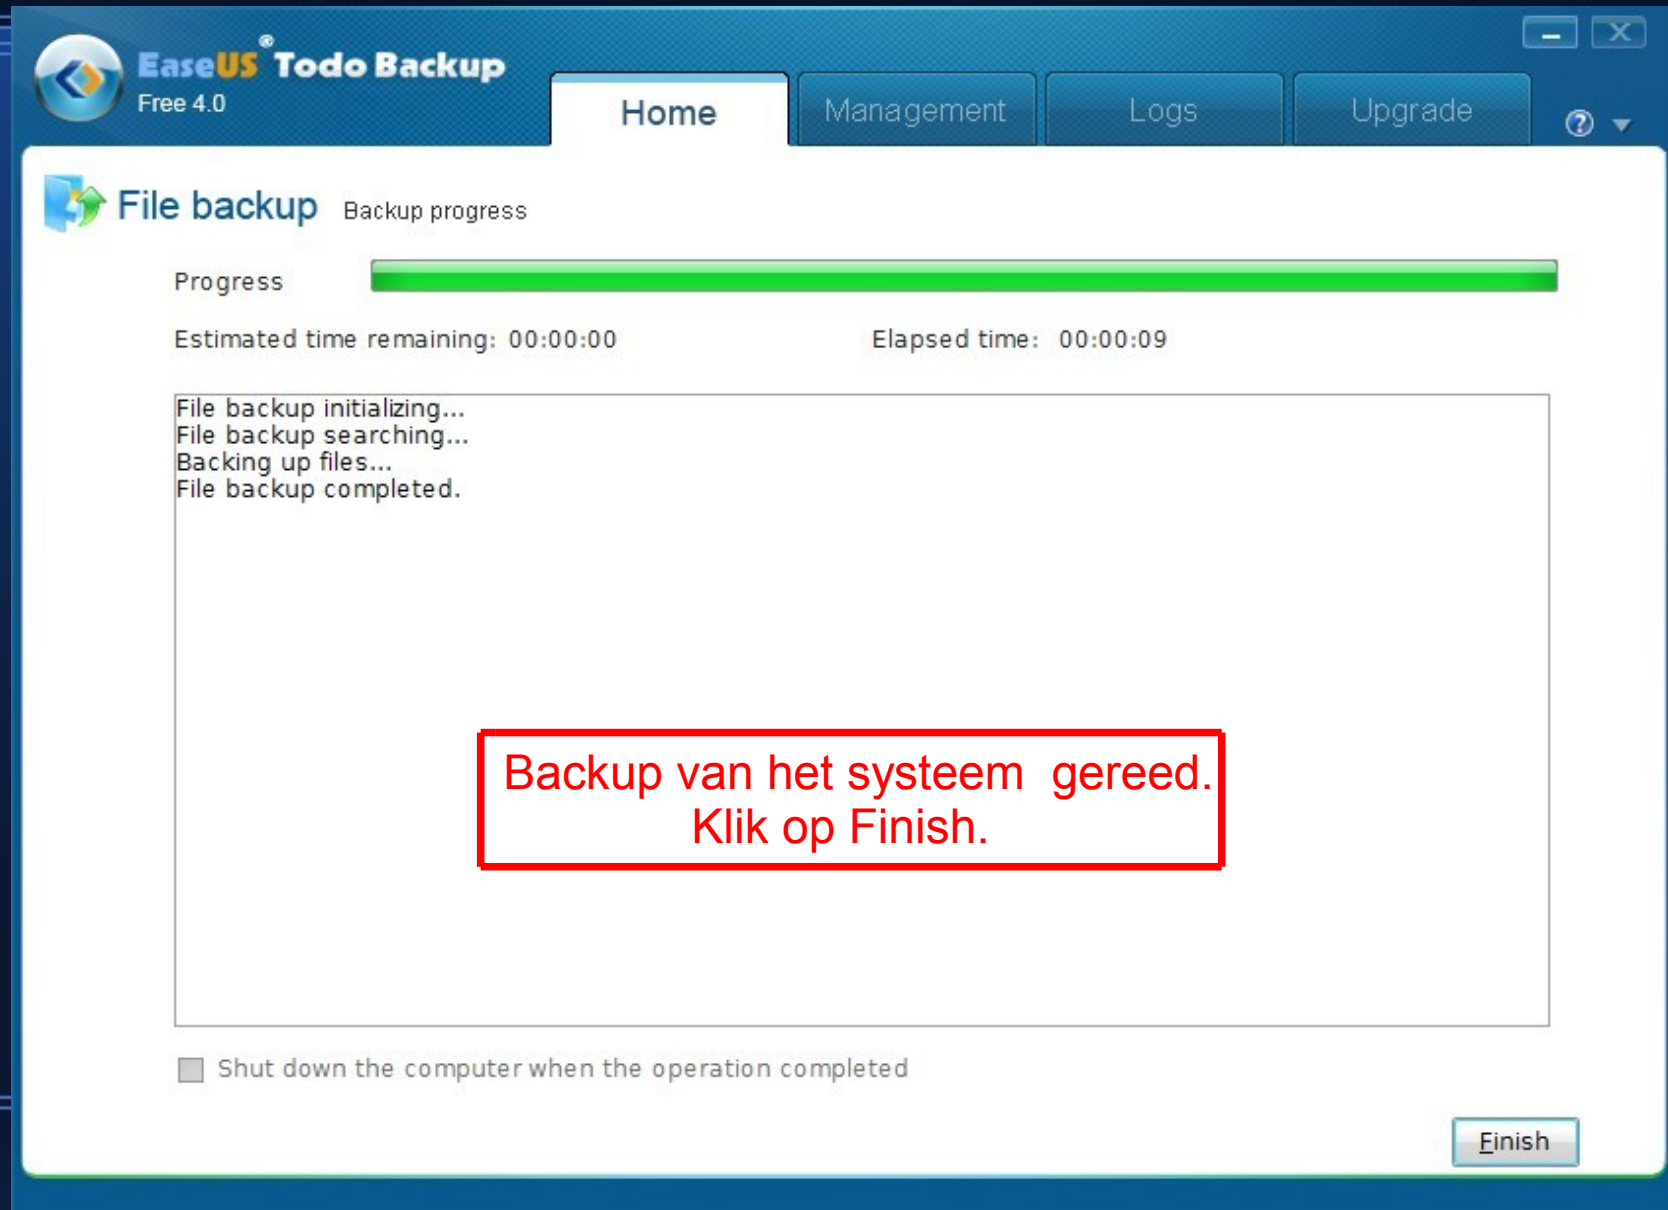 EaseUS® Todo Backup
Free 4.0
Home
Management
Logs
Upgrade
File backup Backup progress
Progress
Estimated time remaining: 00:00:00
Elapsed time: 00:00:09
File backup initializing...
File backup searching...
Backing up files...
File backup completed.
Backup van het systeem gereed.
Klik op Finish.
Shut down the computer when the operation completed
Finish